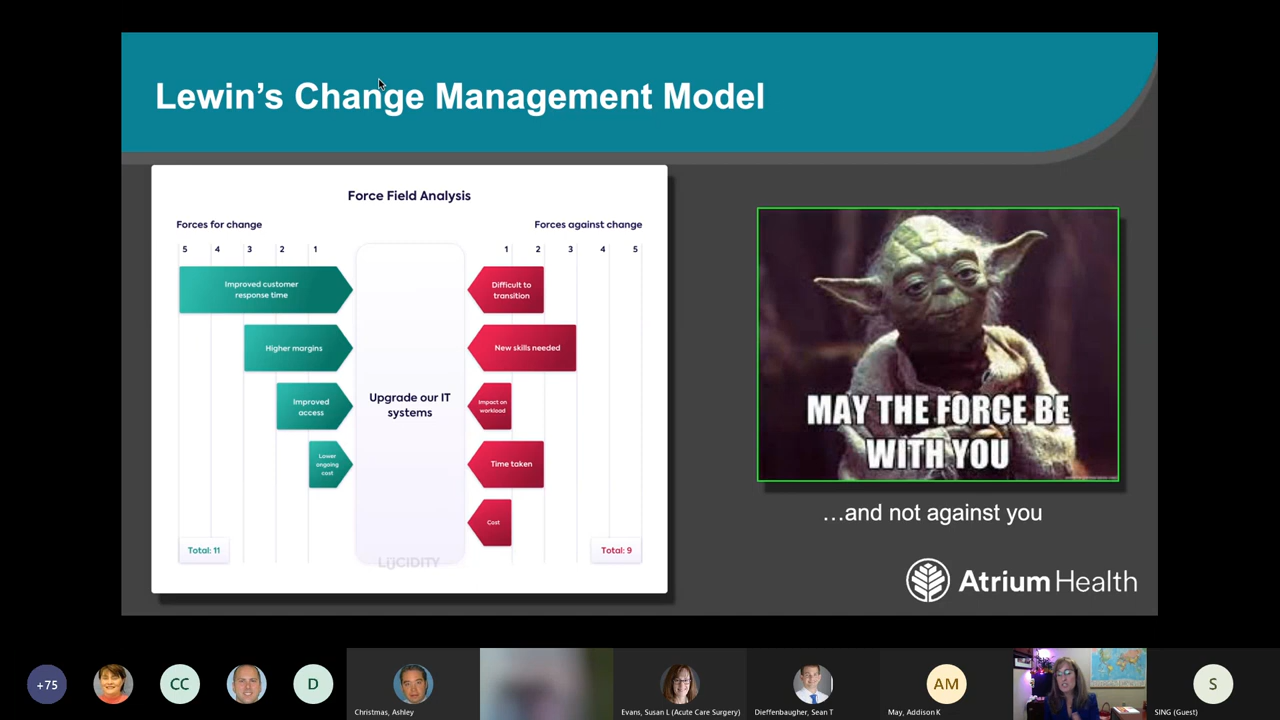 Lewin's Change Management Model
Force Field Analysis
Forces for change
Forces against change
5 4 3 2 1
1 2 3 4 5
Improved customer
response time
Higher margins
Improved
access
Lower
ongoing
cost
Upgrade our IT
systems
Difficult to
transition
New skills needed
Impact on
workload
Time taken
Cost
Total: 11
Total: 9
LUCIDITY
MAY THE FORCE BE
WITH YOU
…and not against you
Atrium Health
+75
CC
D
Christmas, Ashley
Evans, Susan L (Acute Care Surgery)
Dieffenbaugher, Sean T
AM
May, Addison K
S
SING (Guest)